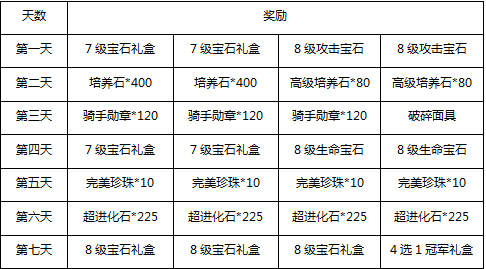 天数 奖励
第一天 7级宝石礼盒 7级宝石礼盒 8级攻击宝石 8级攻击宝石
第二天 培养石*400 培养石*400 高级培养石*80 高级培养石*80
第三天 骑手勋章*120 骑手勋章*120 骑手勋章*120 破碎面具
第四天 7级宝石礼盒 7级宝石礼盒 8级生命宝石 8级生命宝石
第五天 完美珍珠*10 完美珍珠*10 完美珍珠*10 完美珍珠*10
第六天 超进化石*225 超进化石*225 超进化石*225 超进化石*225
第七天 8级宝石礼盒 8级宝石礼盒 8级宝石礼盒 4选1冠军礼盒